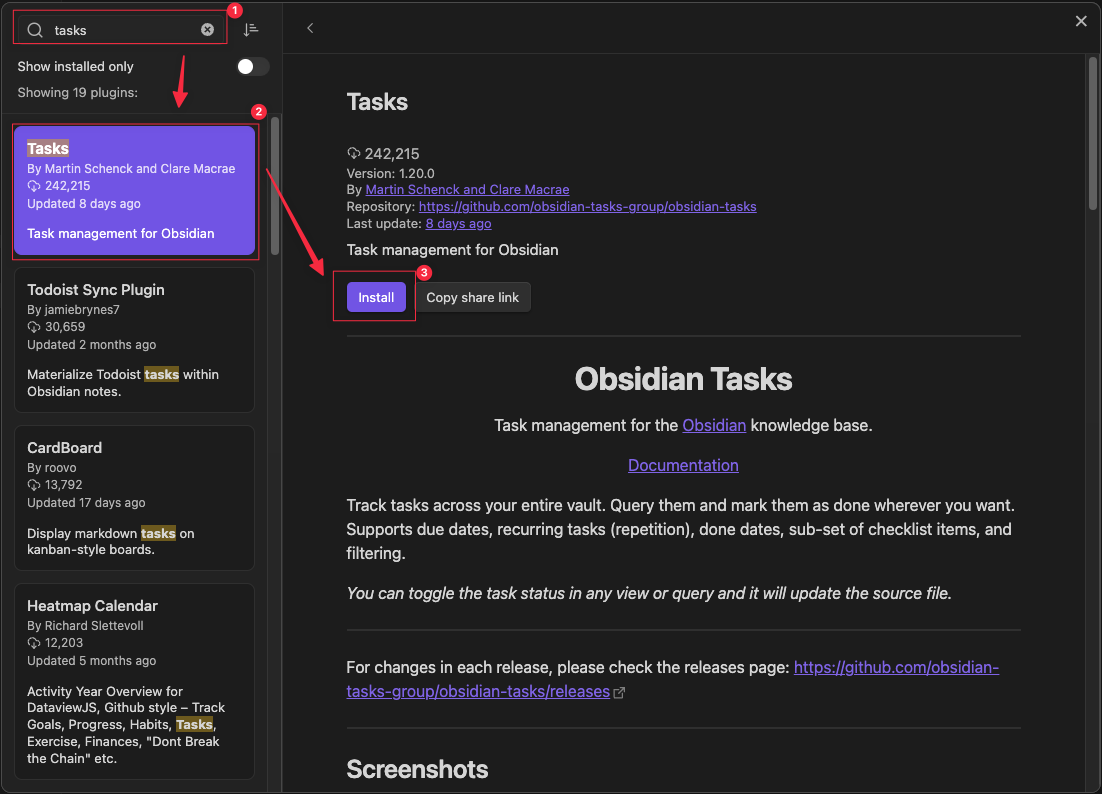 tasks
1
Show installed only
Showing 19 plugins:
2
Tasks
By Martin Schenck and Clare Macrae
242,215
Updated 8 days ago
Task management for Obsidian
Todoist Sync Plugin
By jamiebrynes7
30,659
Updated 2 months ago
Materialize Todoist tasks within
Obsidian notes.
CardBoard
By roovo
13,792
Updated 17 days ago
Display markdown tasks on
kanban-style boards.
Heatmap Calendar
By Richard Slettevoll
12,203
Updated 5 months ago
Activity Year Overview for
DataviewJS, Github style – Track
Goals, Progress, Habits, Tasks,
Exercise, Finances, "Dont Break
the Chain" etc.
Tasks
242,215
Version: 1.20.0
By Martin Schenck and Clare Macrae
Repository: https://github.com/obsidian-tasks-group/obsidian-tasks
Last update: 8 days ago
Task management for Obsidian
3
Install
Copy share link
Obsidian Tasks
Task management for the Obsidian knowledge base.
Documentation
Track tasks across your entire vault. Query them and mark them as done wherever you want.
Supports due dates, recurring tasks (repetition), done dates, sub-set of checklist items, and
filtering.
You can toggle the task status in any view or query and it will update the source file.
For changes in each release, please check the releases page: https://github.com/obsidian-
tasks-group/obsidian-tasks/releases
Screenshots